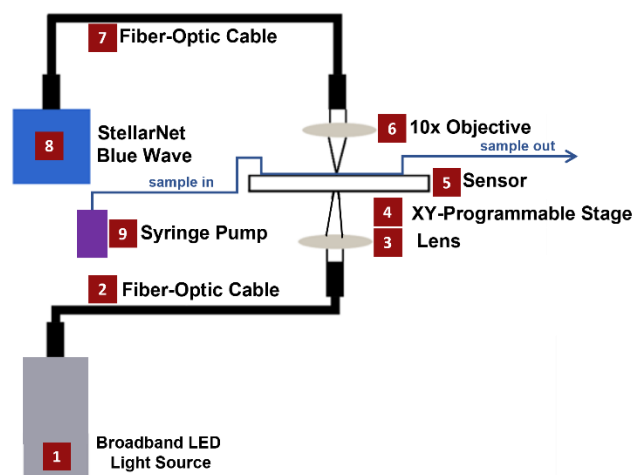 7 Fiber-Optic Cable
8 StellarNet
Blue Wave
6 10x Objective
sample out
sample in
5 Sensor
4 XY-Programmable Stage
9 Syringe Pump
3 Lens
2 Fiber-Optic Cable
1 Broadband LED
Light Source